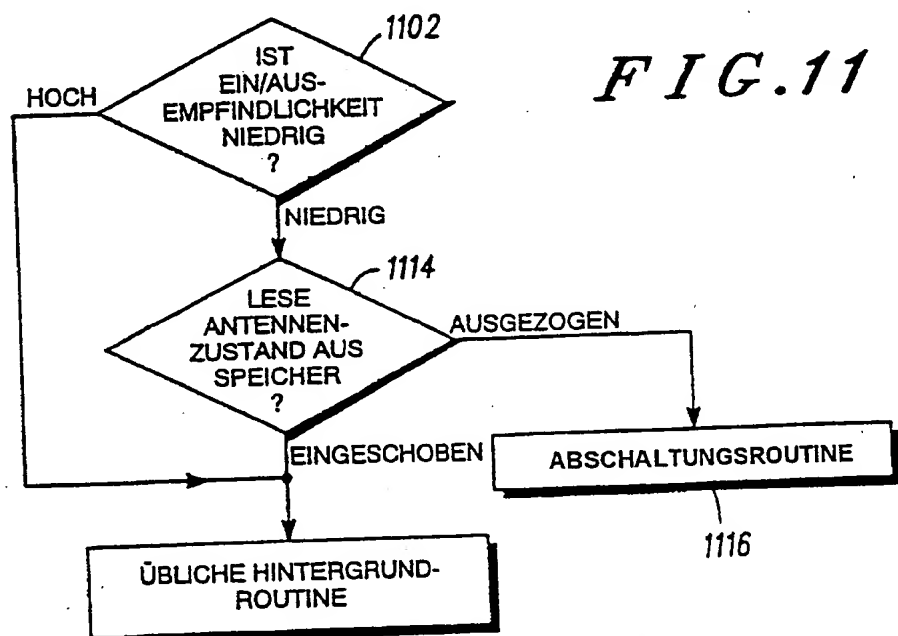 1102
FIG.11
IST
EIN/AUS-
EMPFINDLICHKEIT
NIEDRIG
?
HOCH
NIEDRIG
1114
LESE
ANTENNEN-
ZUSTAND AUS
SPEICHER
?
AUSGEZOGEN
EINGESCHOBEN
ABSCHALTUNGSROUTINE
1116
ÜBLICHE HINTERGRUND-
ROUTINE